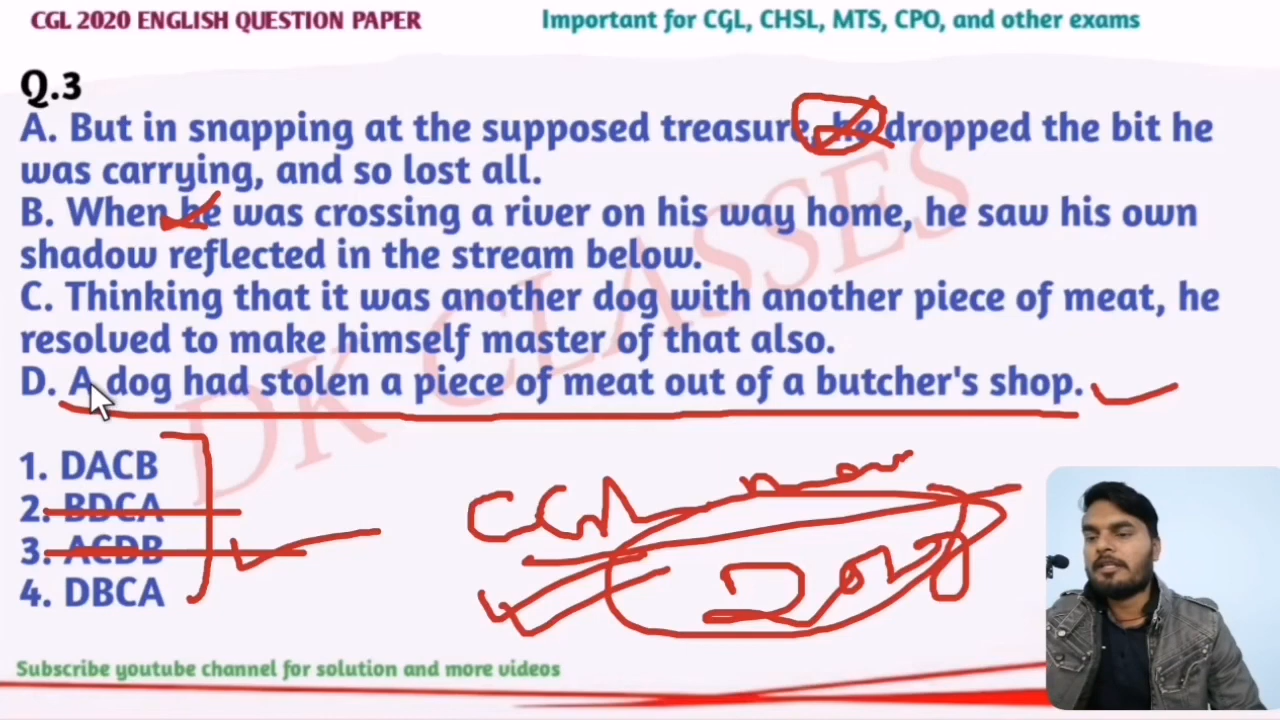 CGL 2020 ENGLISH QUESTION PAPER Important for CGL, CHSL, MTS, CPO, and other exams
Q.3
A. But in snapping at the supposed treasure, he dropped the bit he
was carrying, and so lost all.
B. When he was crossing a river on his way home, he saw his own
shadow reflected in the stream below.
C. Thinking that it was another dog with another piece of meat, he
resolved to make himself master of that also.
D. A dog had stolen a piece of meat out of a butcher's shop.
DK CLASSES
1. DACB
2. BDCA
3. ACDB
4. DBCA
CGL
Subscribe youtube channel for solution and more videos